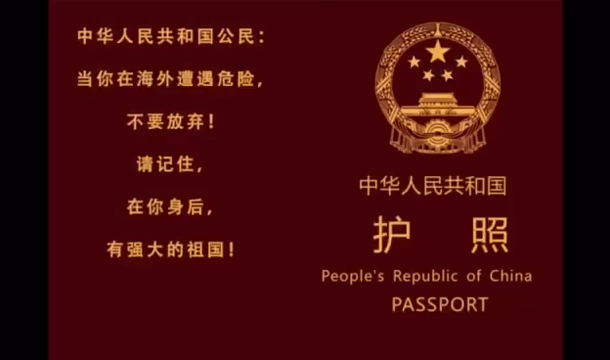 中华人民共和国公民：
当你在海外遭遇危险，
不要放弃！
请记住，
在你身后，
有强大的祖国！
中华人民共和国
护 照
People's Republic of China
PASSPORT